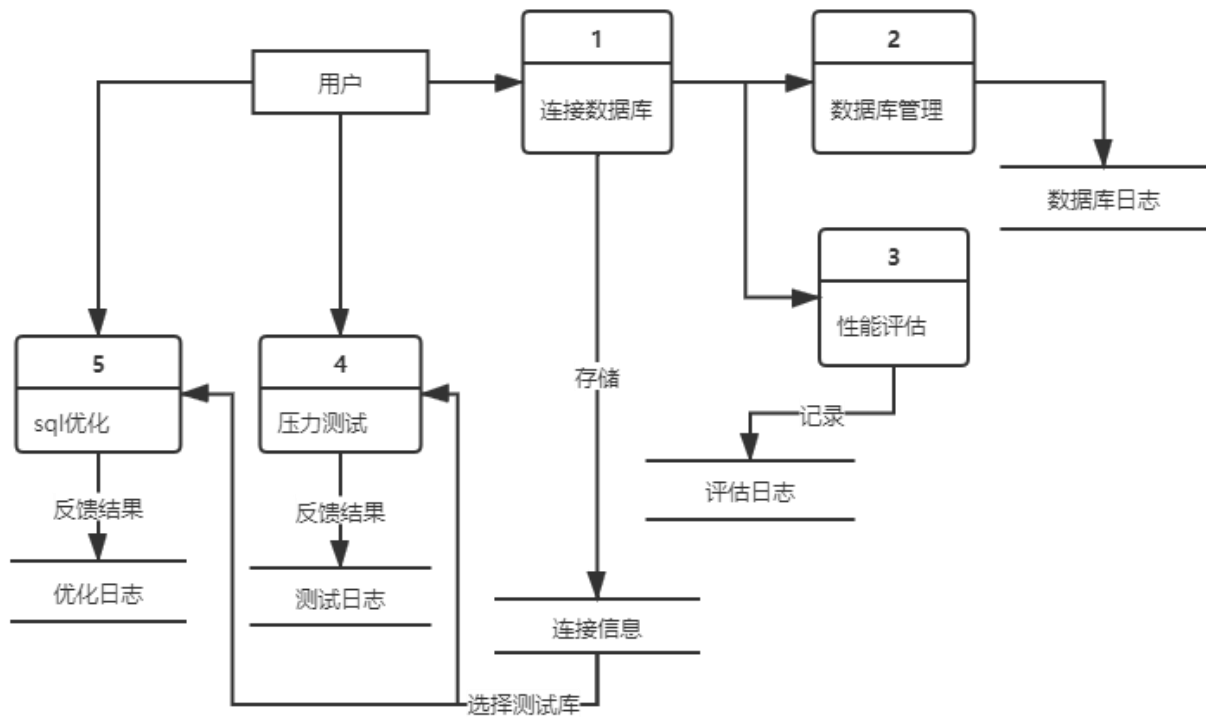 1
连接数据库
2
数据库管理
用户
数据库日志
3
性能评估
5
sql优化
4
压力测试
存储
记录
评估日志
反馈结果
反馈结果
优化日志
测试日志
连接信息
选择测试库